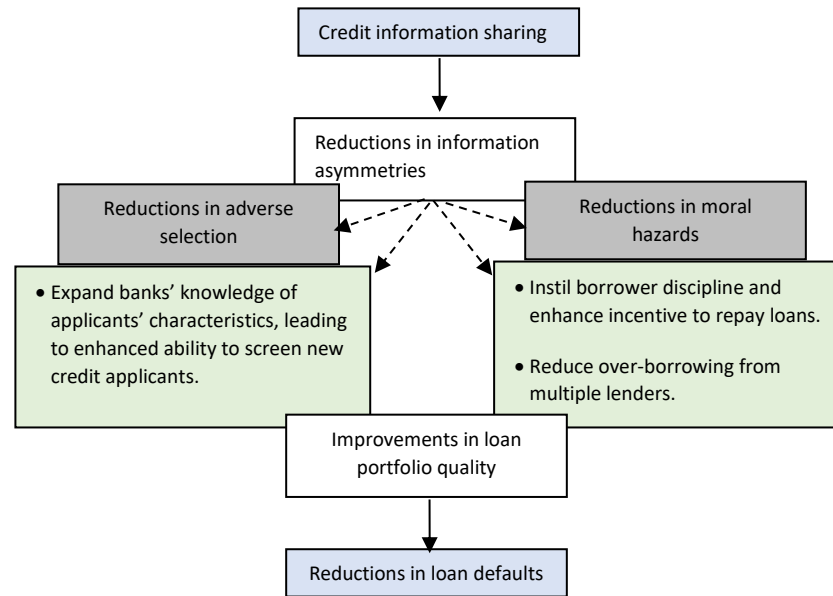 Credit information sharing
Reductions in information
asymmetries
Reductions in adverse
selection
Reductions in moral
hazards
• Expand banks’ knowledge of
applicants’ characteristics, leading
to enhanced ability to screen new
credit applicants.
• Instil borrower discipline and
enhance incentive to repay loans.
• Reduce over-borrowing from
multiple lenders.
Improvements in loan
portfolio quality
Reductions in loan defaults